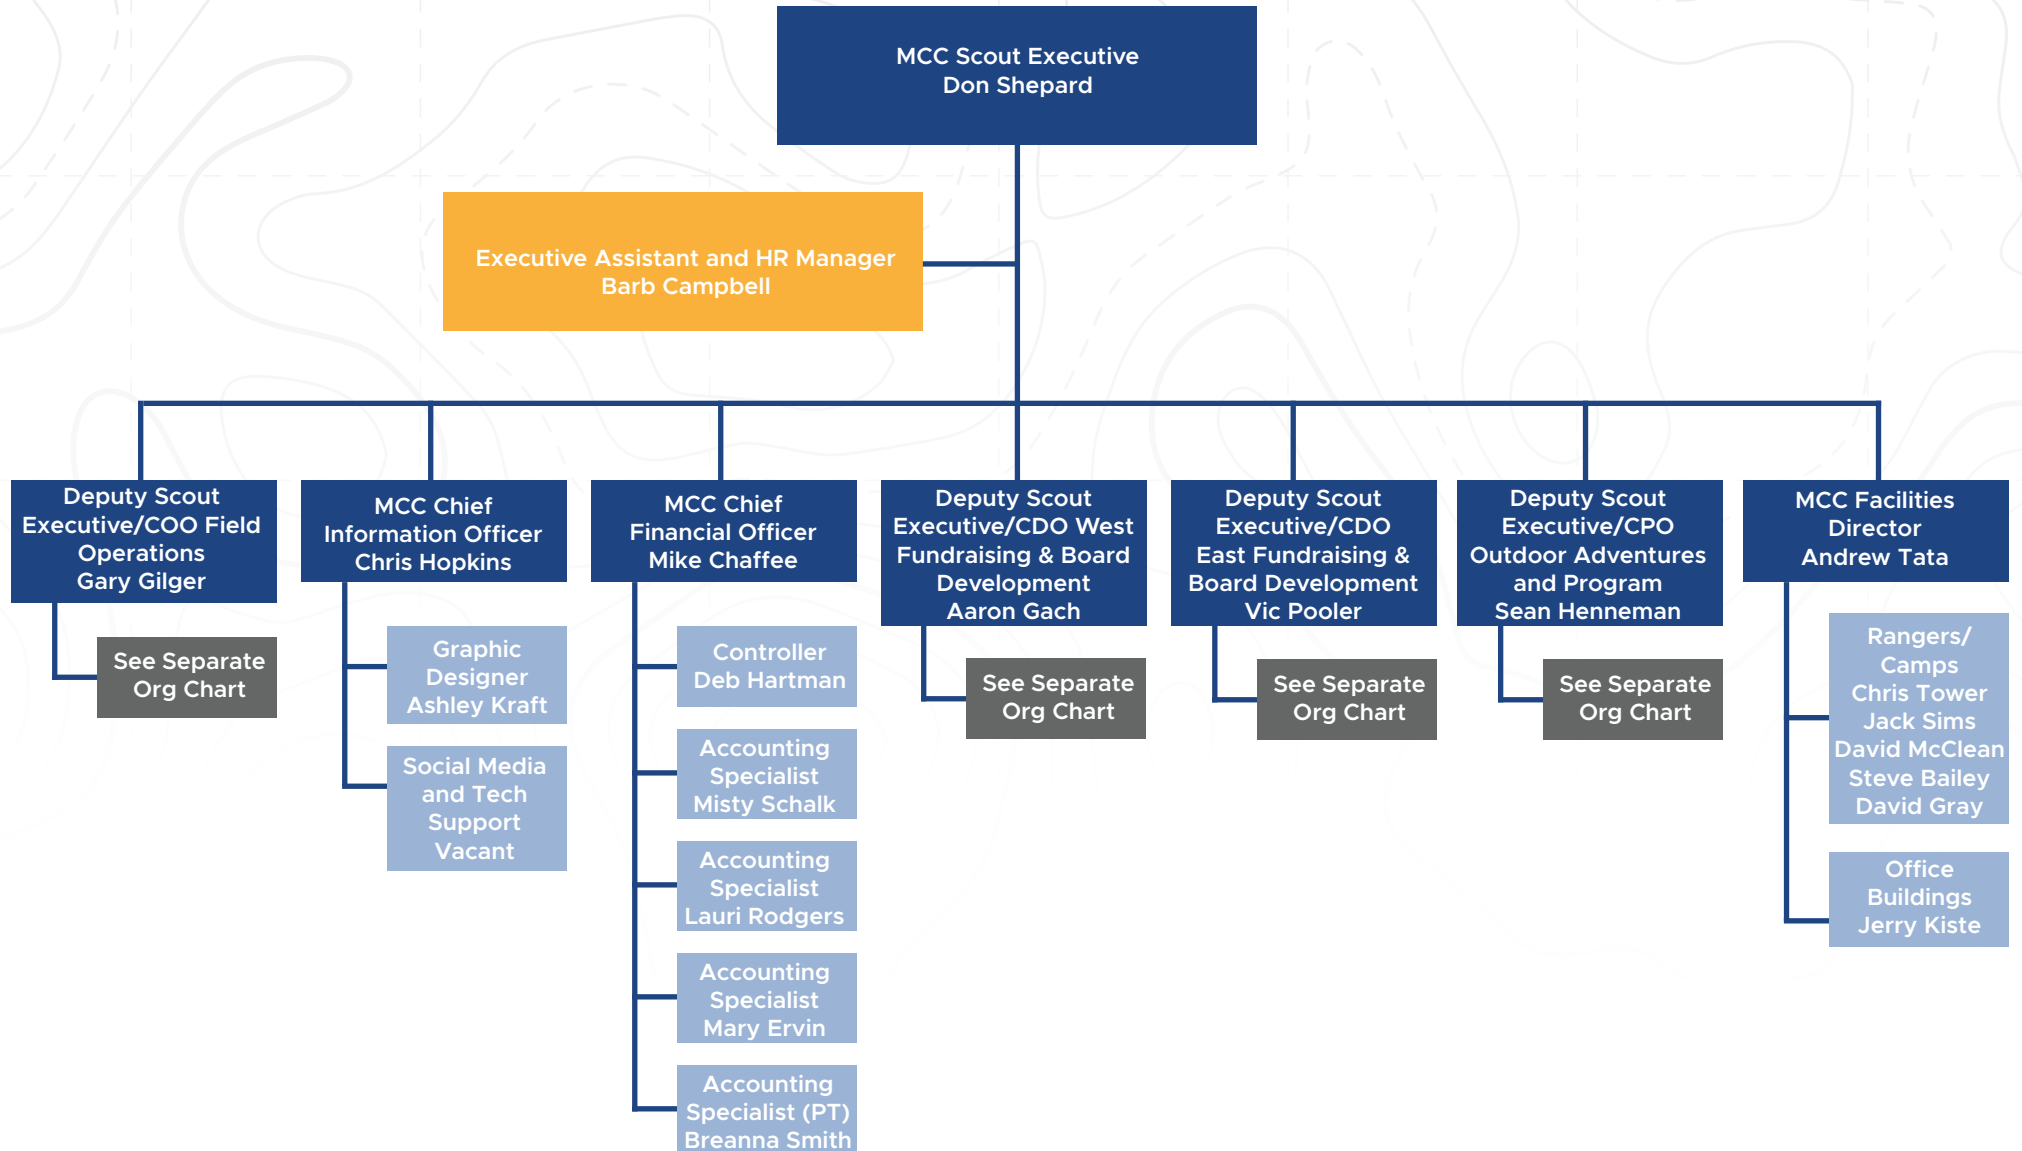 MCC Scout Executive
Don Shepard
Executive Assistant and HR Manager
Barb Campbell
Deputy Scout
Executive/COO Field
Operations
Gary Gilger
See Separate
Org Chart
MCC Chief
Information Officer
Chris Hopkins
Graphic
Designer
Ashley Kraft
Social Media
and Tech
Support
Vacant
MCC Chief
Financial Officer
Mike Chaffee
Controller
Deb Hartman
Accounting
Specialist
Misty Schalk
Accounting
Specialist
Lauri Rodgers
Accounting
Specialist
Mary Ervin
Accounting
Specialist (PT)
Breanna Smith
Deputy Scout
Executive/CDO West
Fundraising & Board
Development
Aaron Gach
See Separate
Org Chart
Deputy Scout
Executive/CDO
East Fundraising &
Board Development
Vic Pooler
See Separate
Org Chart
Deputy Scout
Executive/CPO
Outdoor Adventures
and Program
Sean Henneman
See Separate
Org Chart
MCC Facilities
Director
Andrew Tata
Rangers/
Camps
Chris Tower
Jack Sims
David McClean
Steve Bailey
David Gray
Office
Buildings
Jerry Kiste